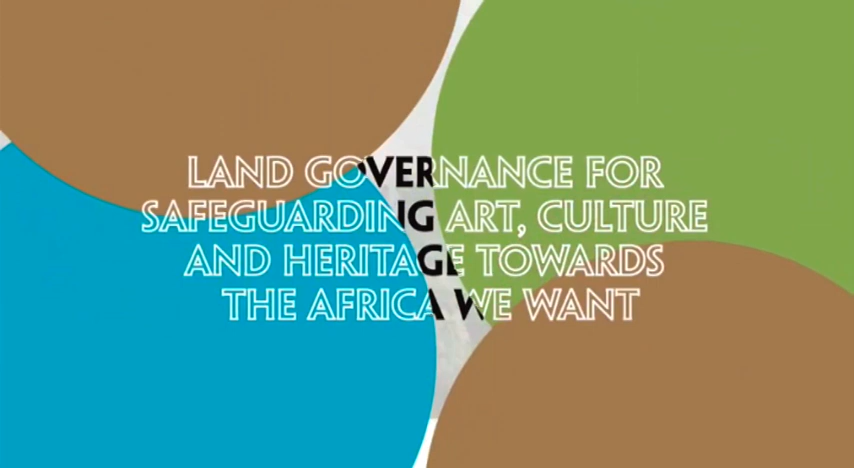 LAND GOVERNANCE FOR
SAFEGUARDING ART, CULTURE
AND HERITAGE TOWARDS
THE AFRICA WE WANT